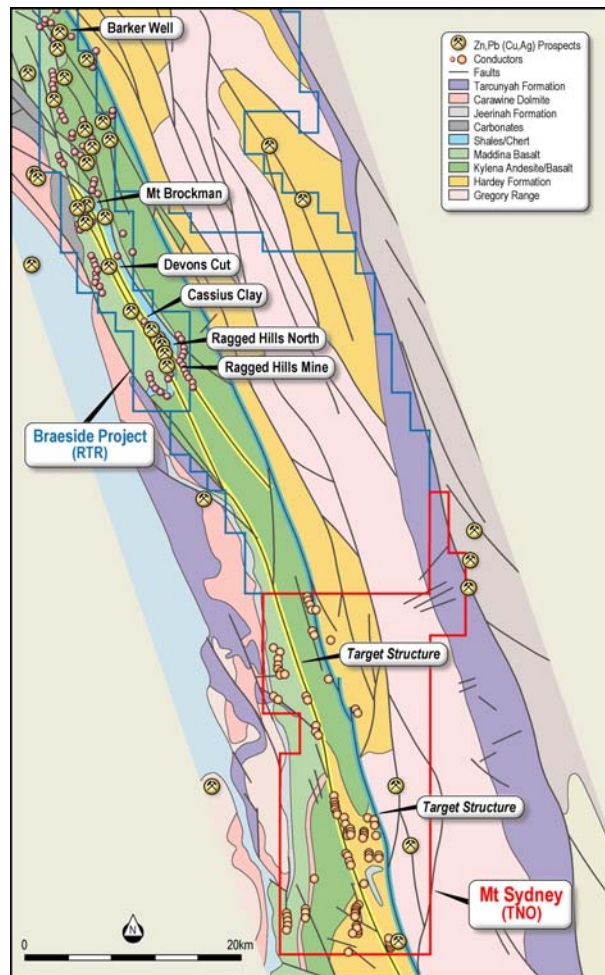 Barker Well
Mt Brockman
Devons Cut
Cassius Clay
Ragged Hills North
Ragged Hills Mine
Braeside Project
(RTR)
Target Structure
Target Structure
Mt Sydney
(TNO)
Zn,Pb (Cu,Ag) Prospects
Conductors
Faults
Tarcunyah Formation
Carawine Dolmite
Jeerinah Formation
Carbonates
Shales/Chert
Maddina Basalt
Kylena Andesite/Basalt
Hardey Formation
Gregory Range
N
0
20km